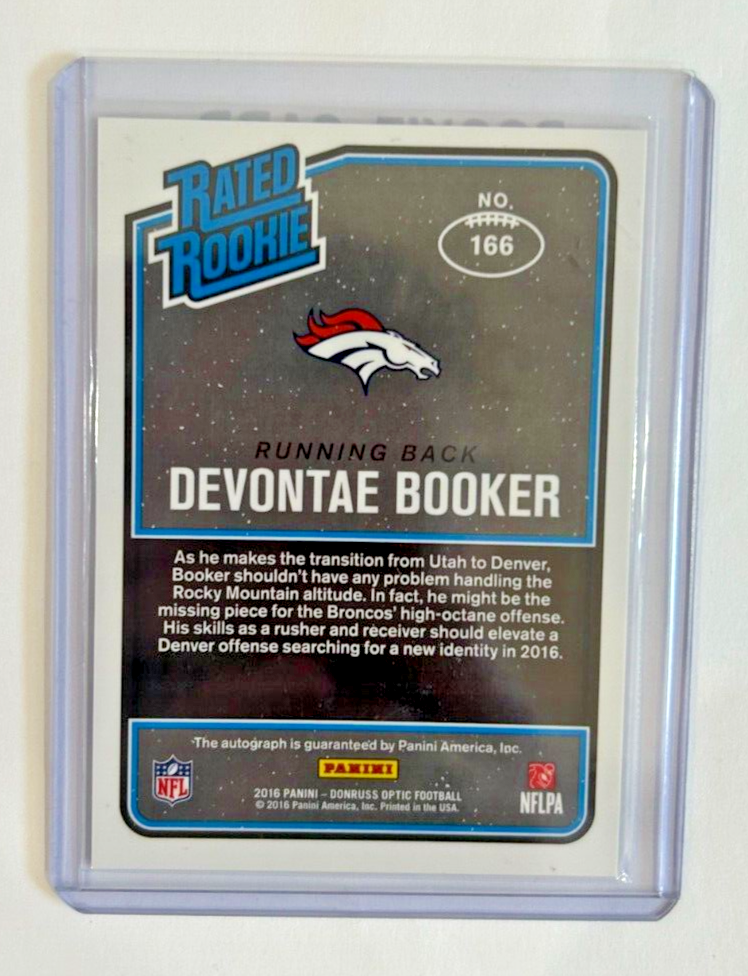 RATED
ROOKIE
NO.
166
RUNNING BACK
DEVONTAE BOOKER
As he makes the transition from Utah to Denver,
Booker shouldn't have any problem handling the
Rocky Mountain altitude. In fact, he might be the
missing piece for the Broncos' high-octane offense.
His skills as a rusher and receiver should elevate a
Denver offense searching for a new identity in 2016.
The autograph is guaranteed by Panini America, Inc.
PANINI
NFL
2016 PANINI – DONRUSS OPTIC FOOTBALL
© 2016 Panini America, Inc. Printed in the USA.
NFLPA